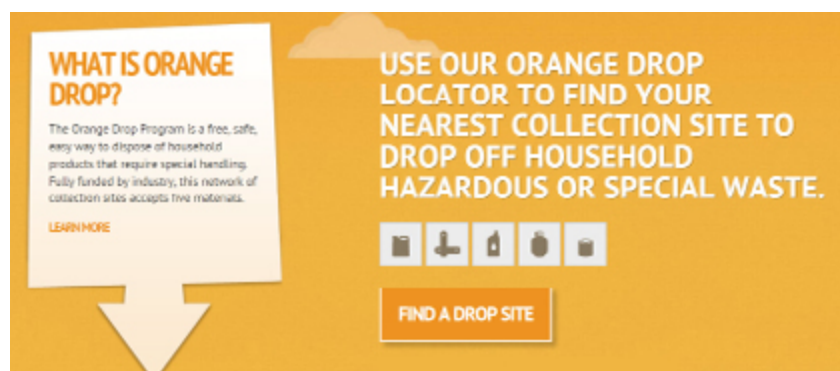 WHAT IS ORANGE
DROP?
The Orange Drop Program is a free, safe,
easy way to dispose of household
products that require special handling.
Fully funded by industry, this network of
collection sites accepts five materials.
LEARN MORE
USE OUR ORANGE DROP
LOCATOR TO FIND YOUR
NEAREST COLLECTION SITE TO
DROP OFF HOUSEHOLD
HAZARDOUS OR SPECIAL WASTE.
FIND A DROP SITE